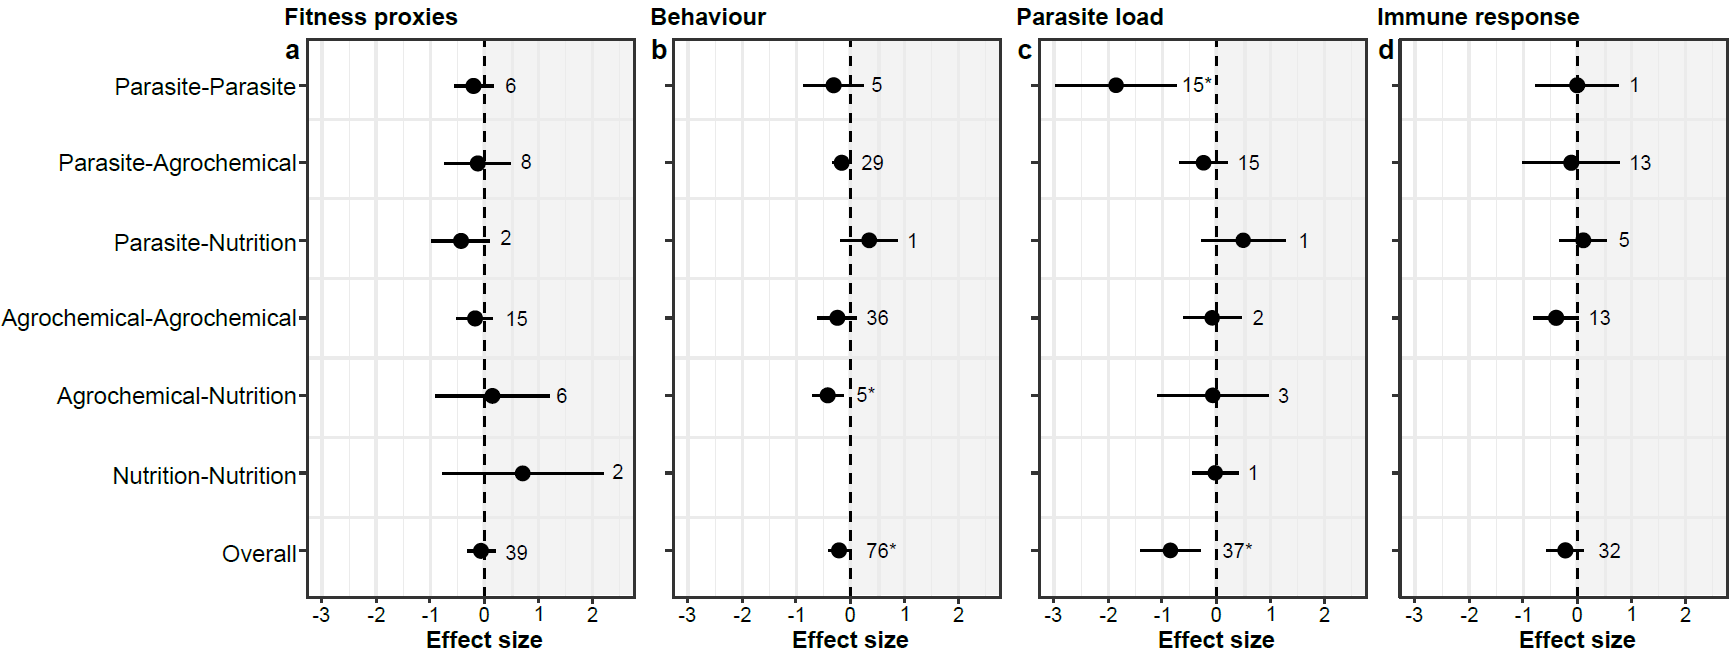 Fitness proxies Behaviour Parasite load Immune response
a b c d
Parasite-Parasite 6 5 15* 1
Parasite-Agrochemical 8 29 15 13
Parasite-Nutrition 2 1 1 5
Agrochemical-Agrochemical 15 36 2 13
Agrochemical-Nutrition 6 5* 3
Nutrition-Nutrition 2 1
Overall 39 76* 37* 32
-3 -2 -1 0 1 2 -3 -2 -1 0 1 2 -3 -2 -1 0 1 2 -3 -2 -1 0 1 2
Effect size Effect size Effect size Effect size